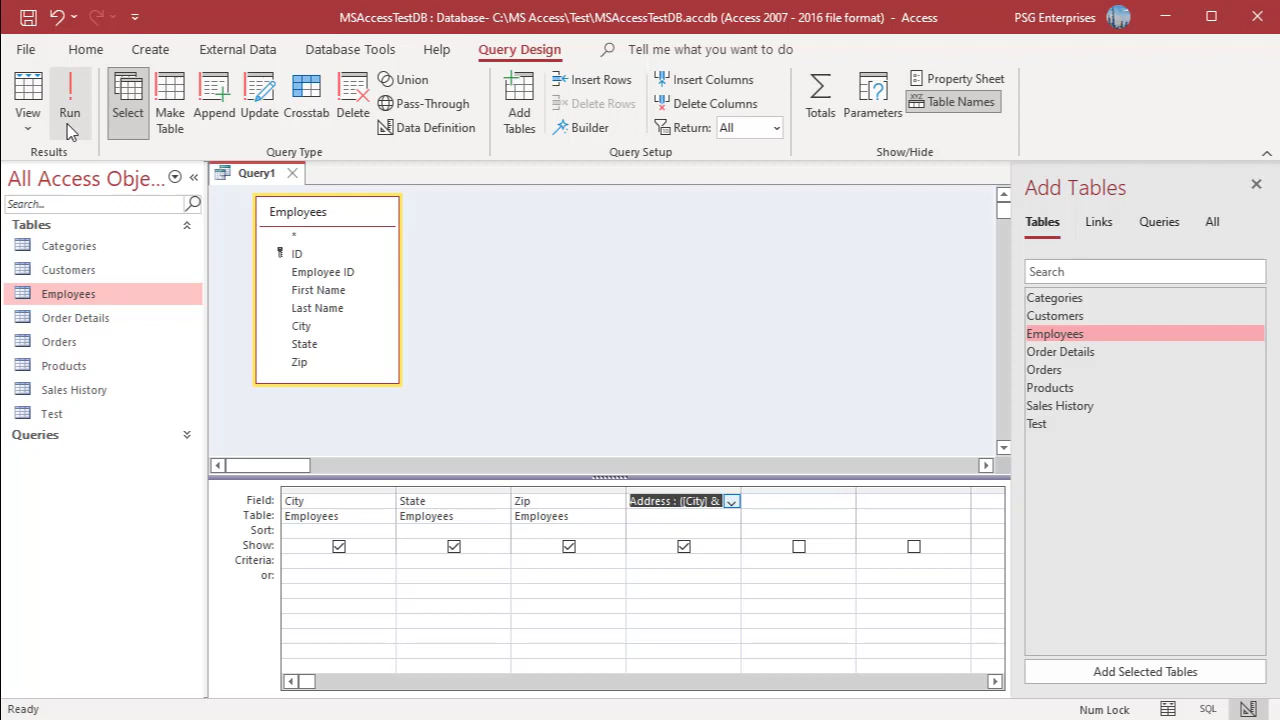 MSAccessTestDB : Database- C:\MS Access\Test\MSAccessTestDB.accdb (Access 2007 - 2016 file format) - Access
PSG Enterprises
File Home Create External Data Database Tools Help Query Design Tell me what you want to do
View
Run
Results
Select
Make Table
Append
Update
Crosstab
Delete
Union
Pass-Through
Data Definition
Query Type
Add Tables
Insert Rows
Delete Rows
Builder
Insert Columns
Delete Columns
Return: All
Query Setup
Totals
Parameters
Property Sheet
XYZ Table Names
Show/Hide
All Access Obje...
Search...
Tables
Categories
Customers
Employees
Order Details
Orders
Products
Sales History
Test
Queries
Query1
Employees
*
ID
Employee ID
First Name
Last Name
City
State
Zip
Field: City State Zip Address : ([City] &
Table: Employees Employees Employees
Sort:
Show:
Criteria:
or:
Add Tables
Tables Links Queries All
Search
Categories
Customers
Employees
Order Details
Orders
Products
Sales History
Test
Add Selected Tables
Ready
Num Lock
SQL